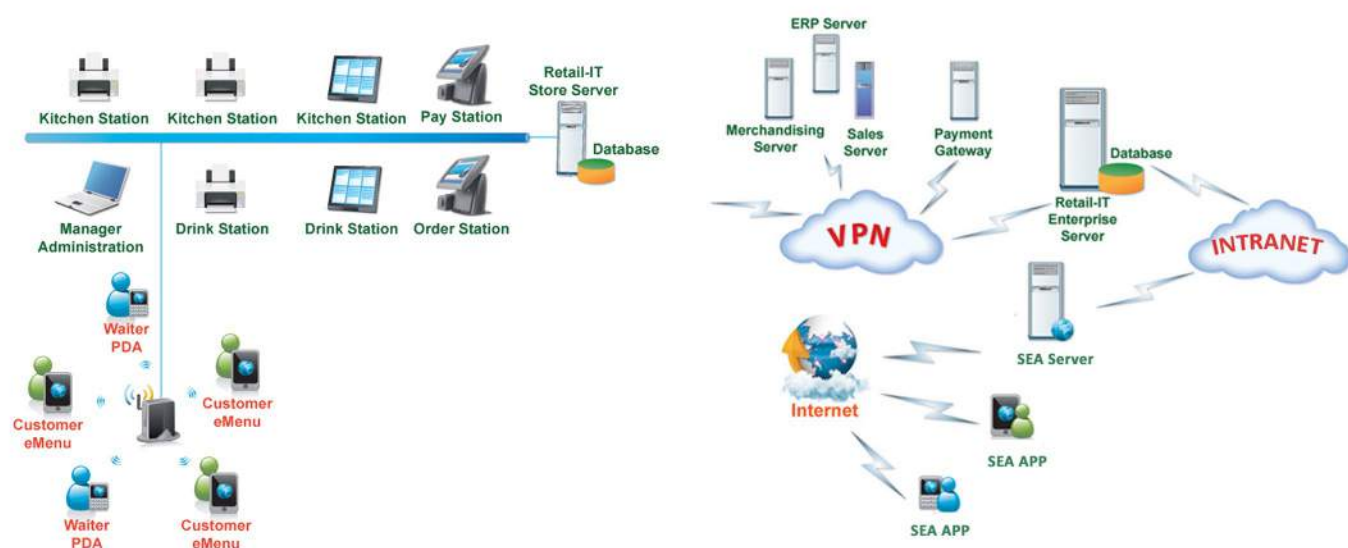 Kitchen Station
Kitchen Station
Kitchen Station
Pay Station
Retail-IT
Store Server
Database
Manager
Administration
Drink Station
Drink Station
Order Station
Waiter
PDA
Customer
eMenu
Customer
eMenu
Waiter
PDA
Customer
eMenu
ERP Server
Merchandising
Server
Sales
Server
Payment
Gateway
Database
Retail-IT
Enterprise
Server
VPN
INTRANET
SEA Server
Internet
SEA APP
SEA APP